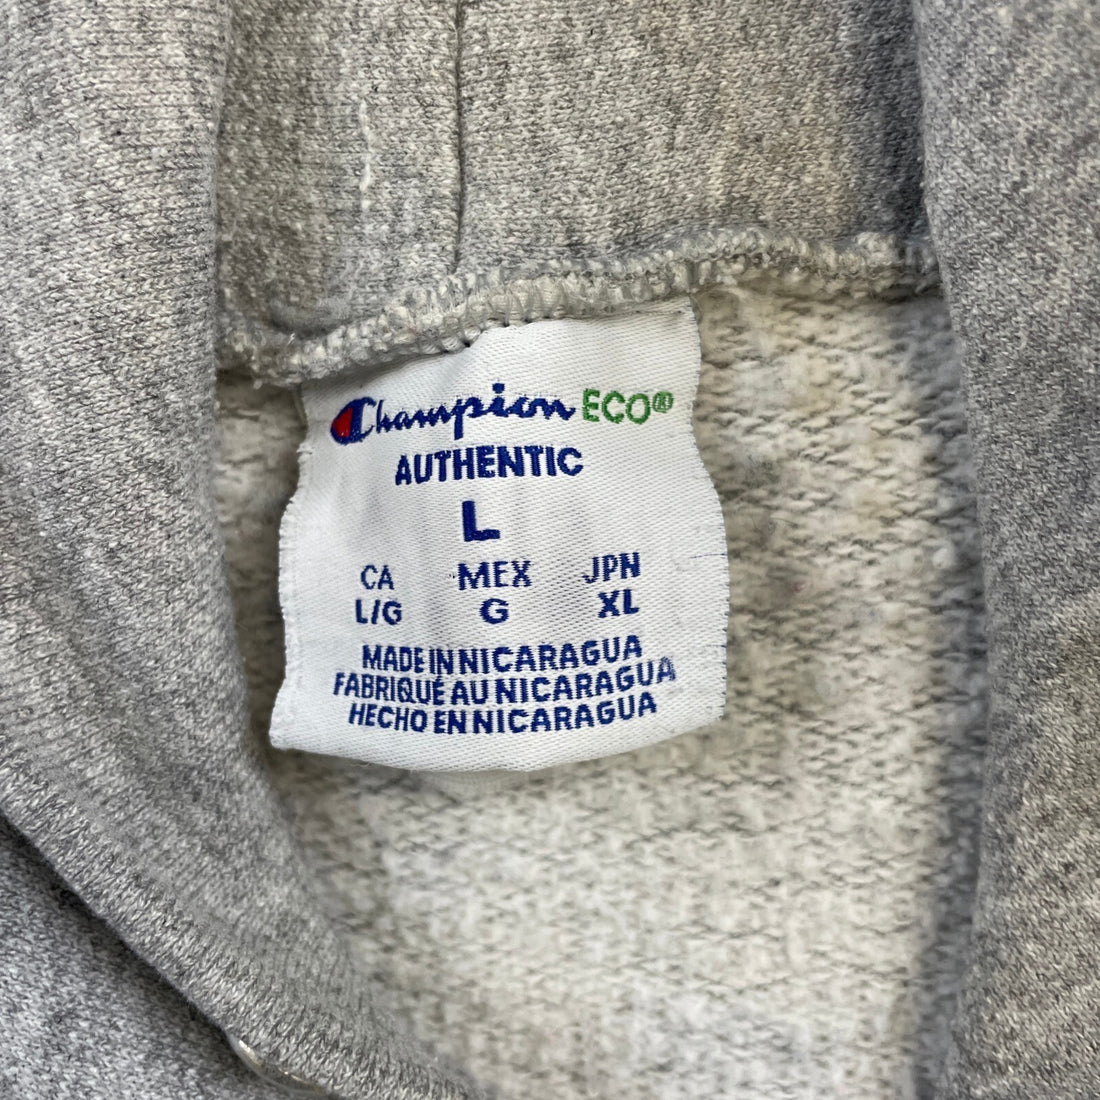 Champion ECO®
AUTHENTIC
L
CA MEX JPN
L/G G XL
MADE IN NICARAGUA
FABRIQUÉ AU NICARAGUA
HECHO EN NICARAGUA